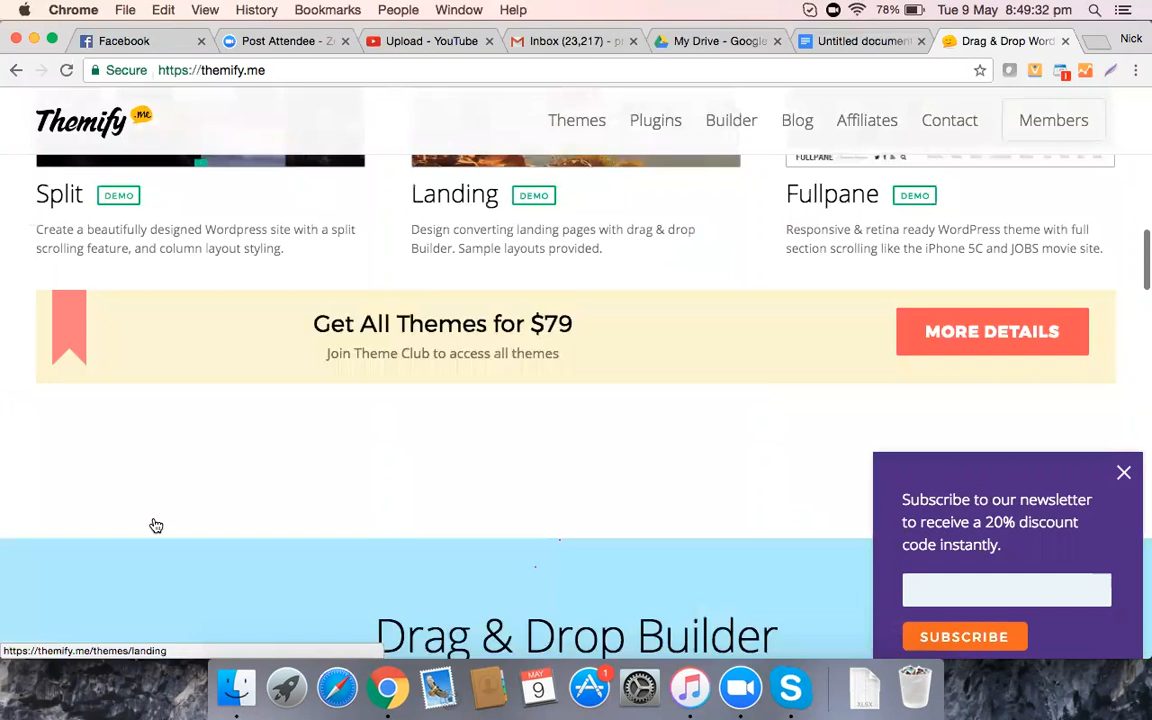 Chrome File Edit View History Bookmarks People Window Help 78% Tue 9 May 8:49:32 pm
Facebook Post Attendee - Z Upload - YouTube Inbox (23,217) - My Drive - Google Untitled document Drag & Drop Word Nick
Secure https://themify.me
Themify .me Themes Plugins Builder Blog Affiliates Contact Members
FULLPANE
Split DEMO Landing DEMO Fullpane DEMO
Create a beautifully designed Wordpress site with a split Design converting landing pages with drag & drop Responsive & retina ready WordPress theme with full
scrolling feature, and column layout styling. Builder. Sample layouts provided. section scrolling like the iPhone 5C and JOBS movie site.
Get All Themes for $79
MORE DETAILS
Join Theme Club to access all themes
Subscribe to our newsletter
to receive a 20% discount
code instantly.
Drag & Drop Builder
SUBSCRIBE
https://themify.me/themes/landing
MAY
9
1
XLSX